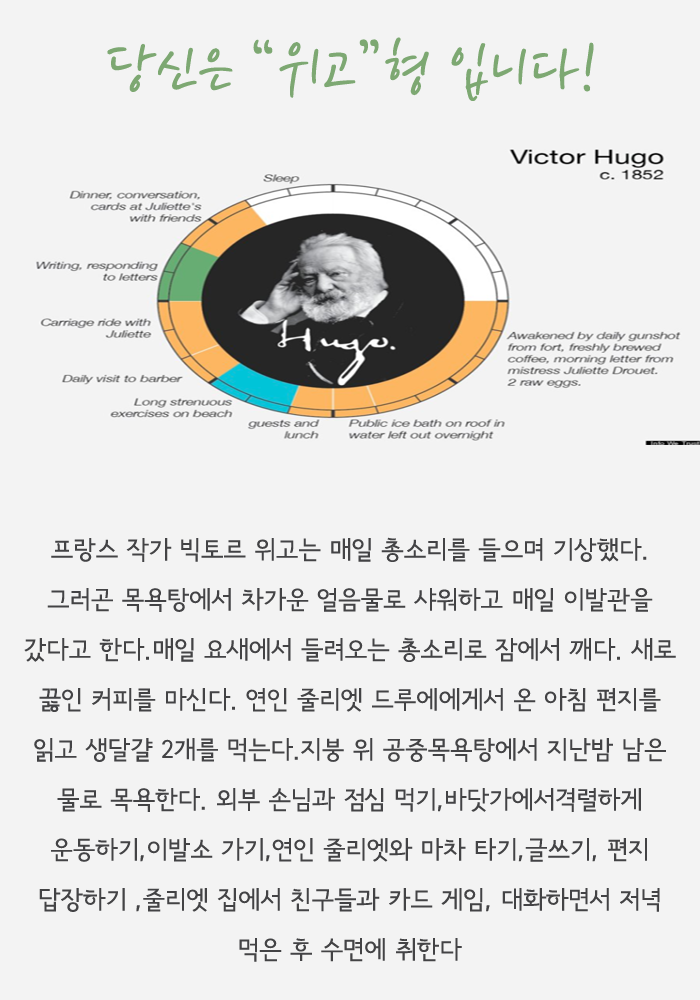 당신은 “위고”형 입니다!
Victor Hugo
c. 1852
Sleep
Dinner, conversation,
cards at Juliette's
with friends
Writing, responding
to letters
Carriage ride with
Juliette
Daily visit to barber
Long strenuous
exercises on beach
guests and
lunch
Public ice bath on roof in
water left out overnight
Awakened by daily gunshot
from fort, freshly brewed
coffee, morning letter from
mistress Juliette Drouet.
2 raw eggs.
Hugo.
Info We Trust
프랑스 작가 빅토르 위고는 매일 총소리를 들으며 기상했다.
그러곤 목욕탕에서 차가운 얼음물로 샤워하고 매일 이발관을
갔다고 한다.매일 요새에서 들려오는 총소리로 잠에서 깨다. 새로
끓인 커피를 마신다. 연인 줄리엣 드루에에게서 온 아침 편지를
읽고 생달걀 2개를 먹는다.지붕 위 공중목욕탕에서 지난밤 남은
물로 목욕한다. 외부 손님과 점심 먹기,바닷가에서격렬하게
운동하기,이발소 가기,연인 줄리엣와 마차 타기,글쓰기, 편지
답장하기 ,줄리엣 집에서 친구들과 카드 게임, 대화하면서 저녁
먹은 후 수면에 취한다